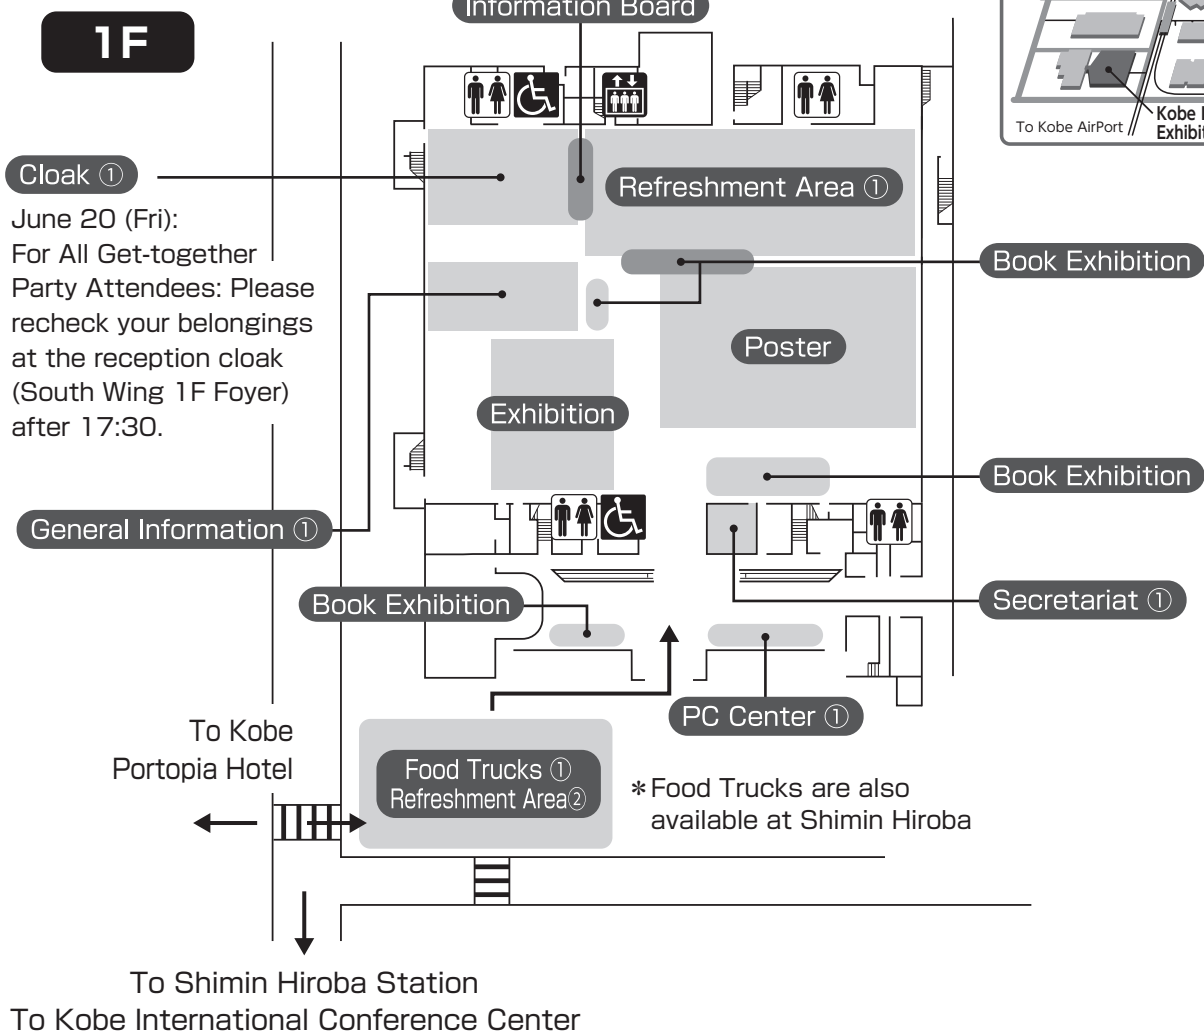 Information Board
1F
To Kobe AirPort
Kobe
Cloak ①
Refreshment Area ①
June 20 (Fri):
For All Get-together
Party Attendees: Please
recheck your belongings
at the reception cloak
(South Wing 1F Foyer)
after 17:30.
Book Exhibition
Poster
Exhibition
Book Exhibition
General Information ①
Book Exhibition
Secretariat ①
PC Center ①
To Kobe
Portopia Hotel
Food Trucks ①
Refreshment Area②
*Food Trucks are also
available at Shimin Hiroba
To Shimin Hiroba Station
To Kobe International Conference Center